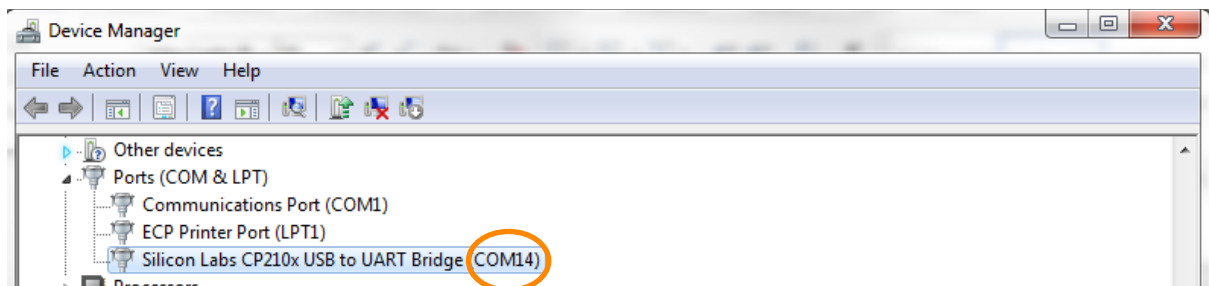 Device Manager
File Action View Help
Other devices
Ports (COM & LPT)
Communications Port (COM1)
ECP Printer Port (LPT1)
Silicon Labs CP210x USB to UART Bridge (COM14)
Processors